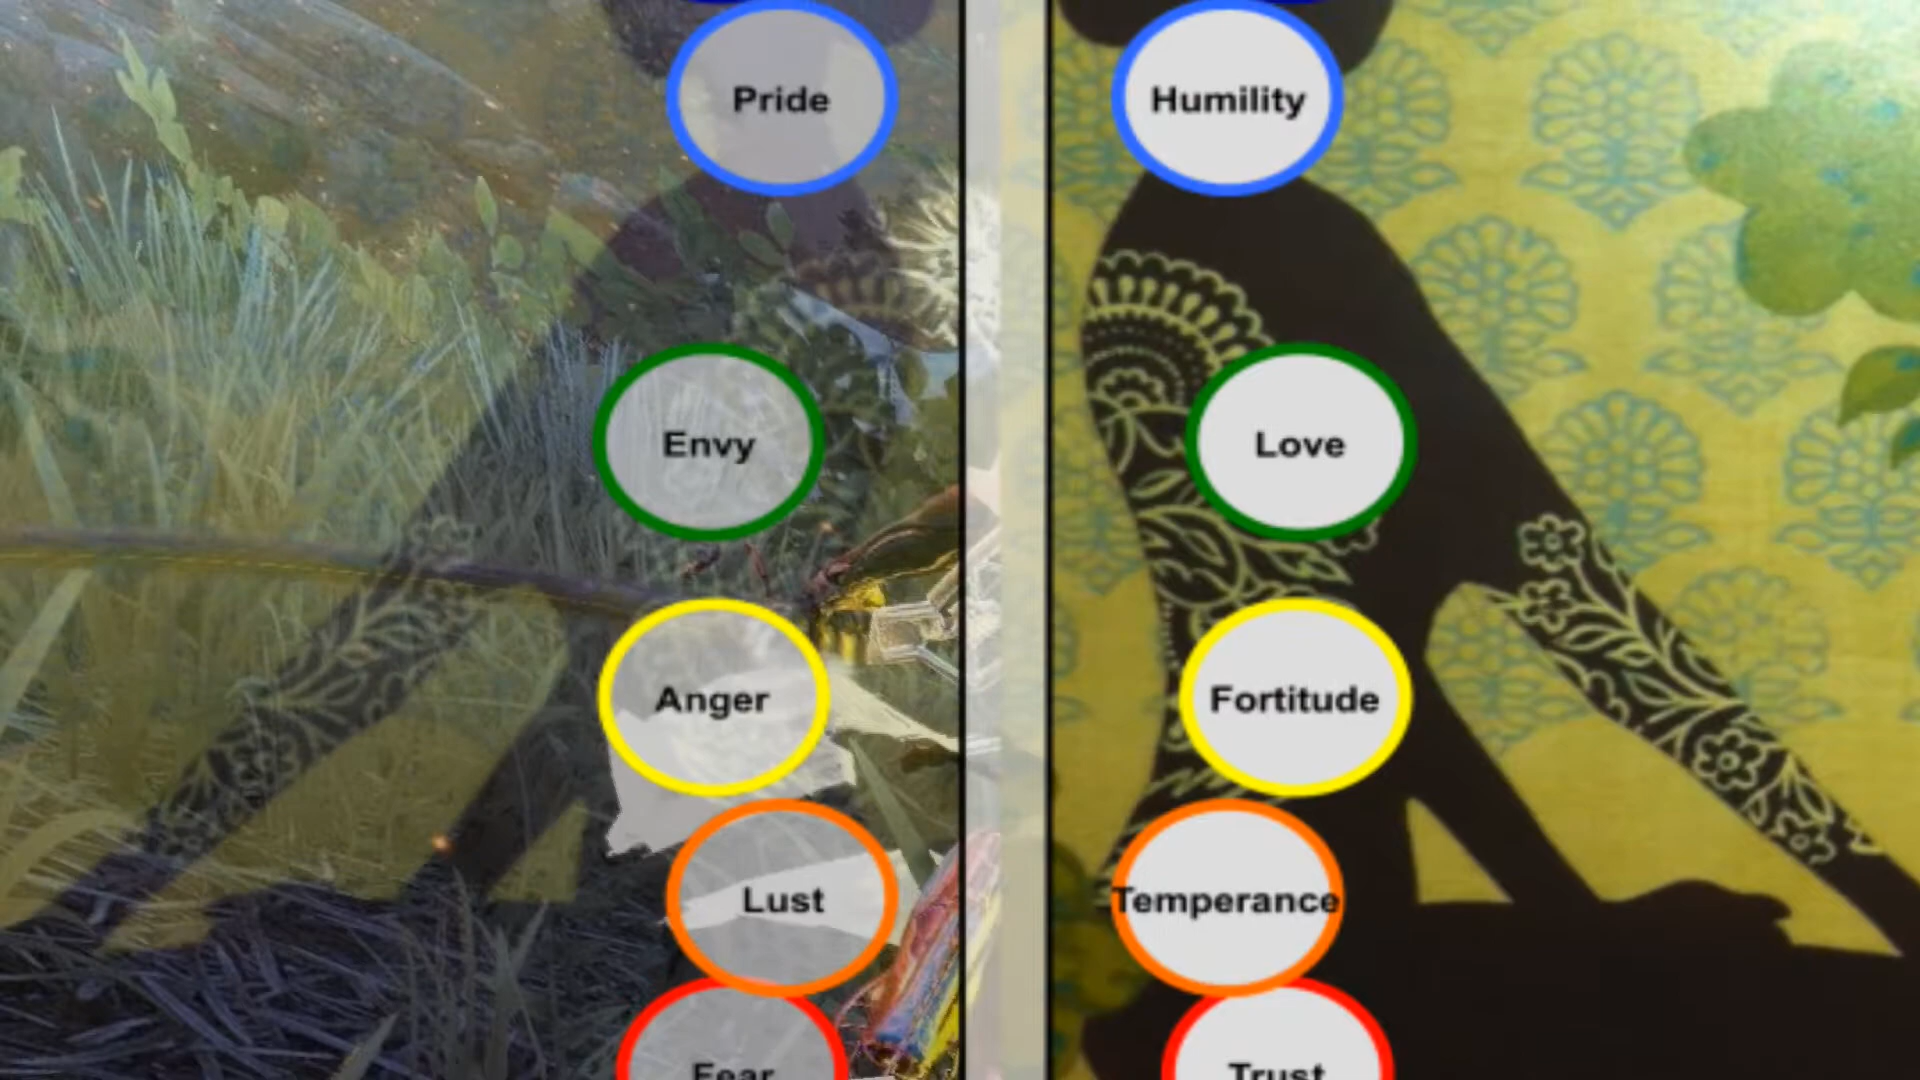 Pride Humility
Envy Love
Anger Fortitude
Lust Temperance
Fear Trust